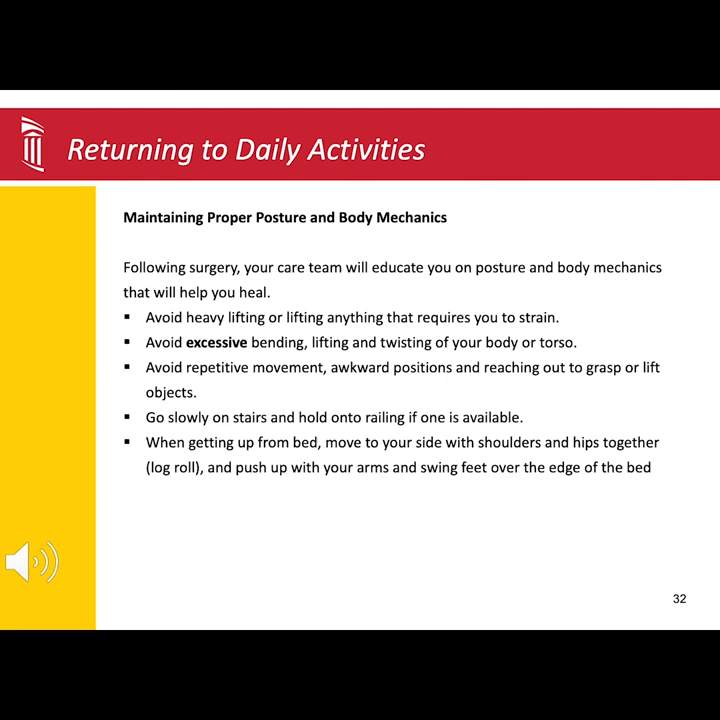 Returning to Daily Activities
Maintaining Proper Posture and Body Mechanics
Following surgery, your care team will educate you on posture and body mechanics
that will help you heal.
▪ Avoid heavy lifting or lifting anything that requires you to strain.
▪ Avoid excessive bending, lifting and twisting of your body or torso.
▪ Avoid repetitive movement, awkward positions and reaching out to grasp or lift
objects.
▪ Go slowly on stairs and hold onto railing if one is available.
▪ When getting up from bed, move to your side with shoulders and hips together
(log roll), and push up with your arms and swing feet over the edge of the bed
32